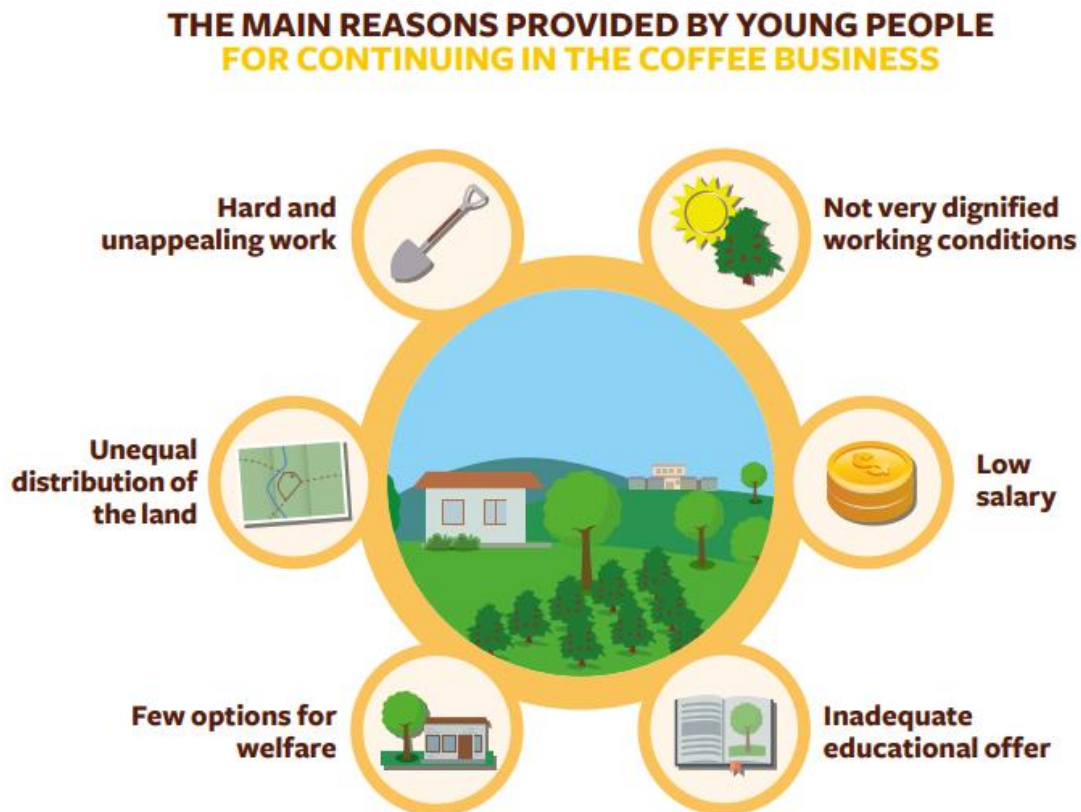 THE MAIN REASONS PROVIDED BY YOUNG PEOPLE
FOR CONTINUING IN THE COFFEE BUSINESS
Hard and
unappealing work
Not very dignified
working conditions
Unequal
distribution of
the land
Low
salary
Few options for
welfare
Inadequate
educational offer